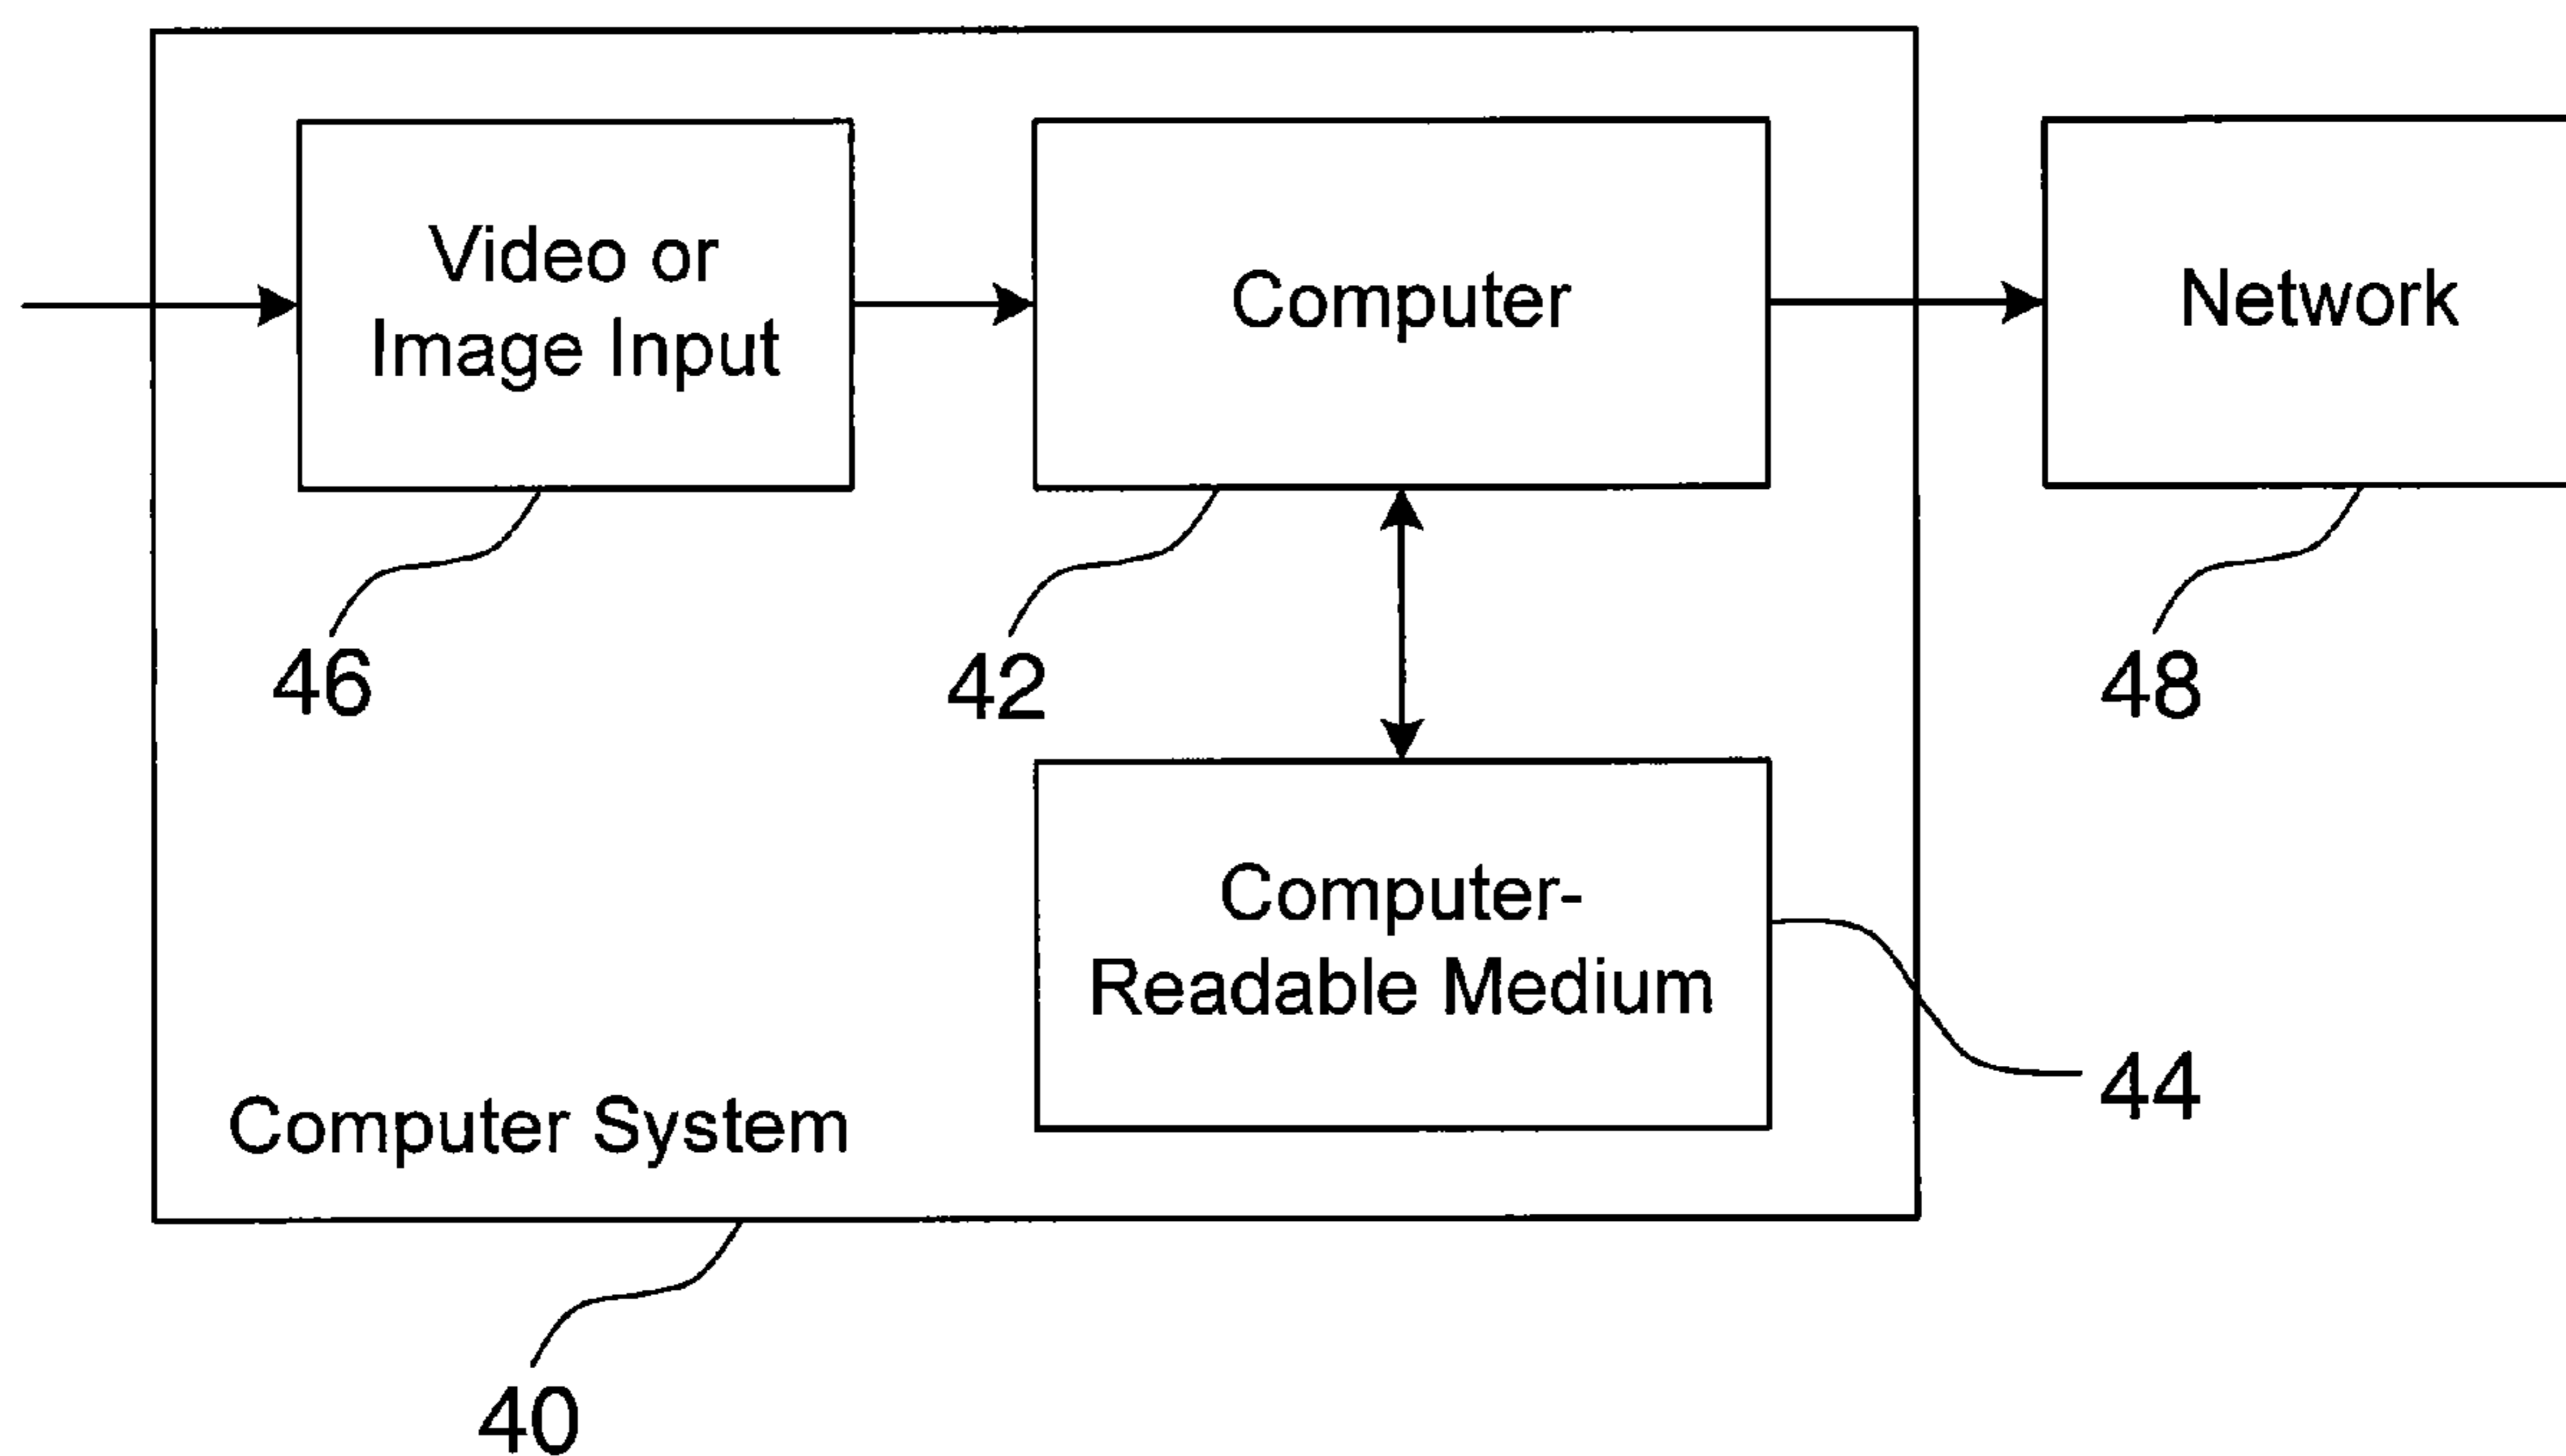 Video or
Image Input
Computer
Network
46
42
48
Computer-
Readable Medium
44
Computer System
40